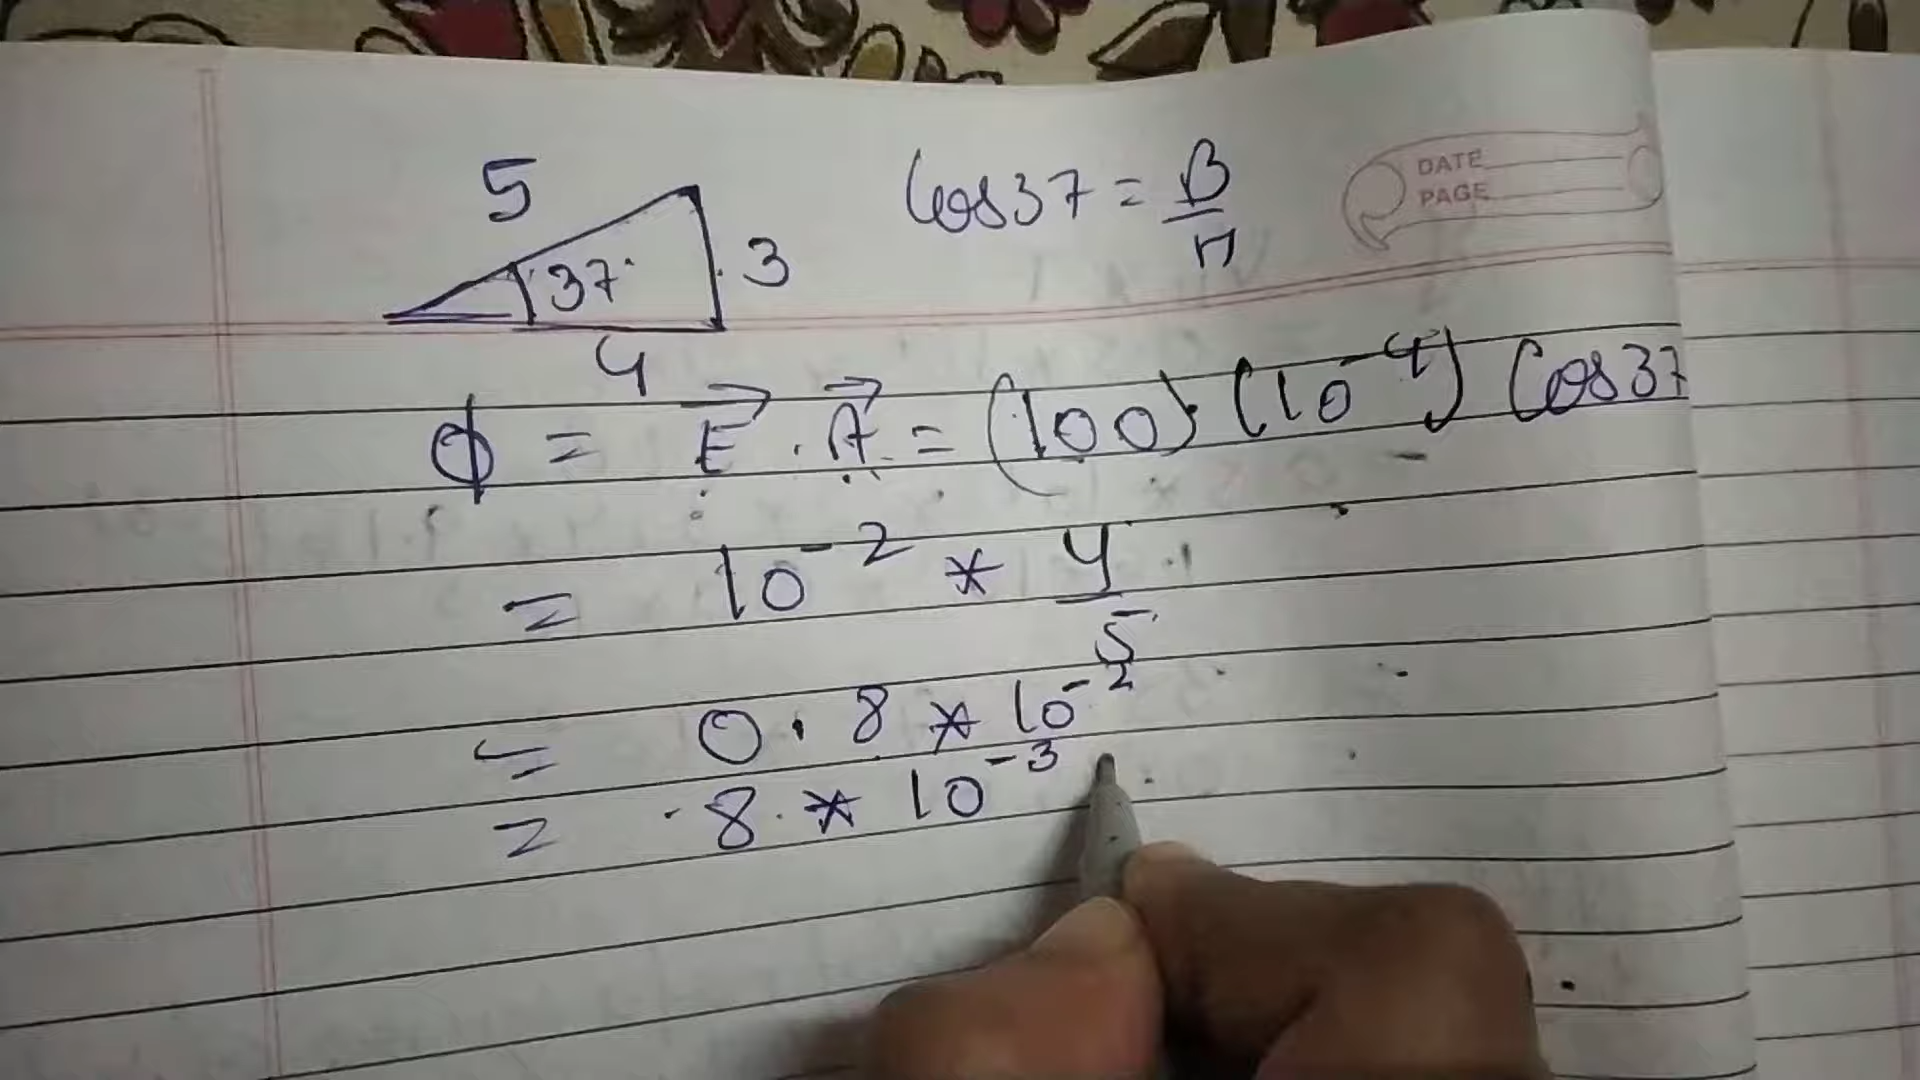 5
37°
3
4
Cos37 = B/H
DATE
PAGE
ϕ = E⃗ . A⃗ = (100) (10⁻⁴) Cos37
= 10⁻² * 4/5
= 0.8 * 10⁻²
= 8 * 10⁻³